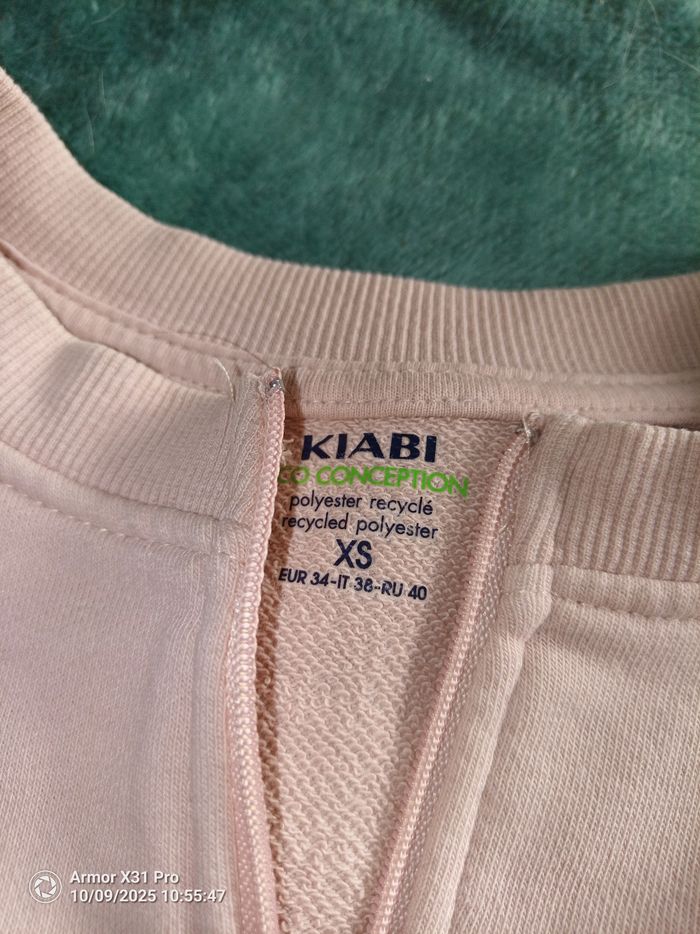 KIABI
CO CONCEPTION
polyester recyclé
recycled polyester
XS
EUR 34-IT 38-RU 40
Armor X31 Pro
10/09/2025 10:55:47